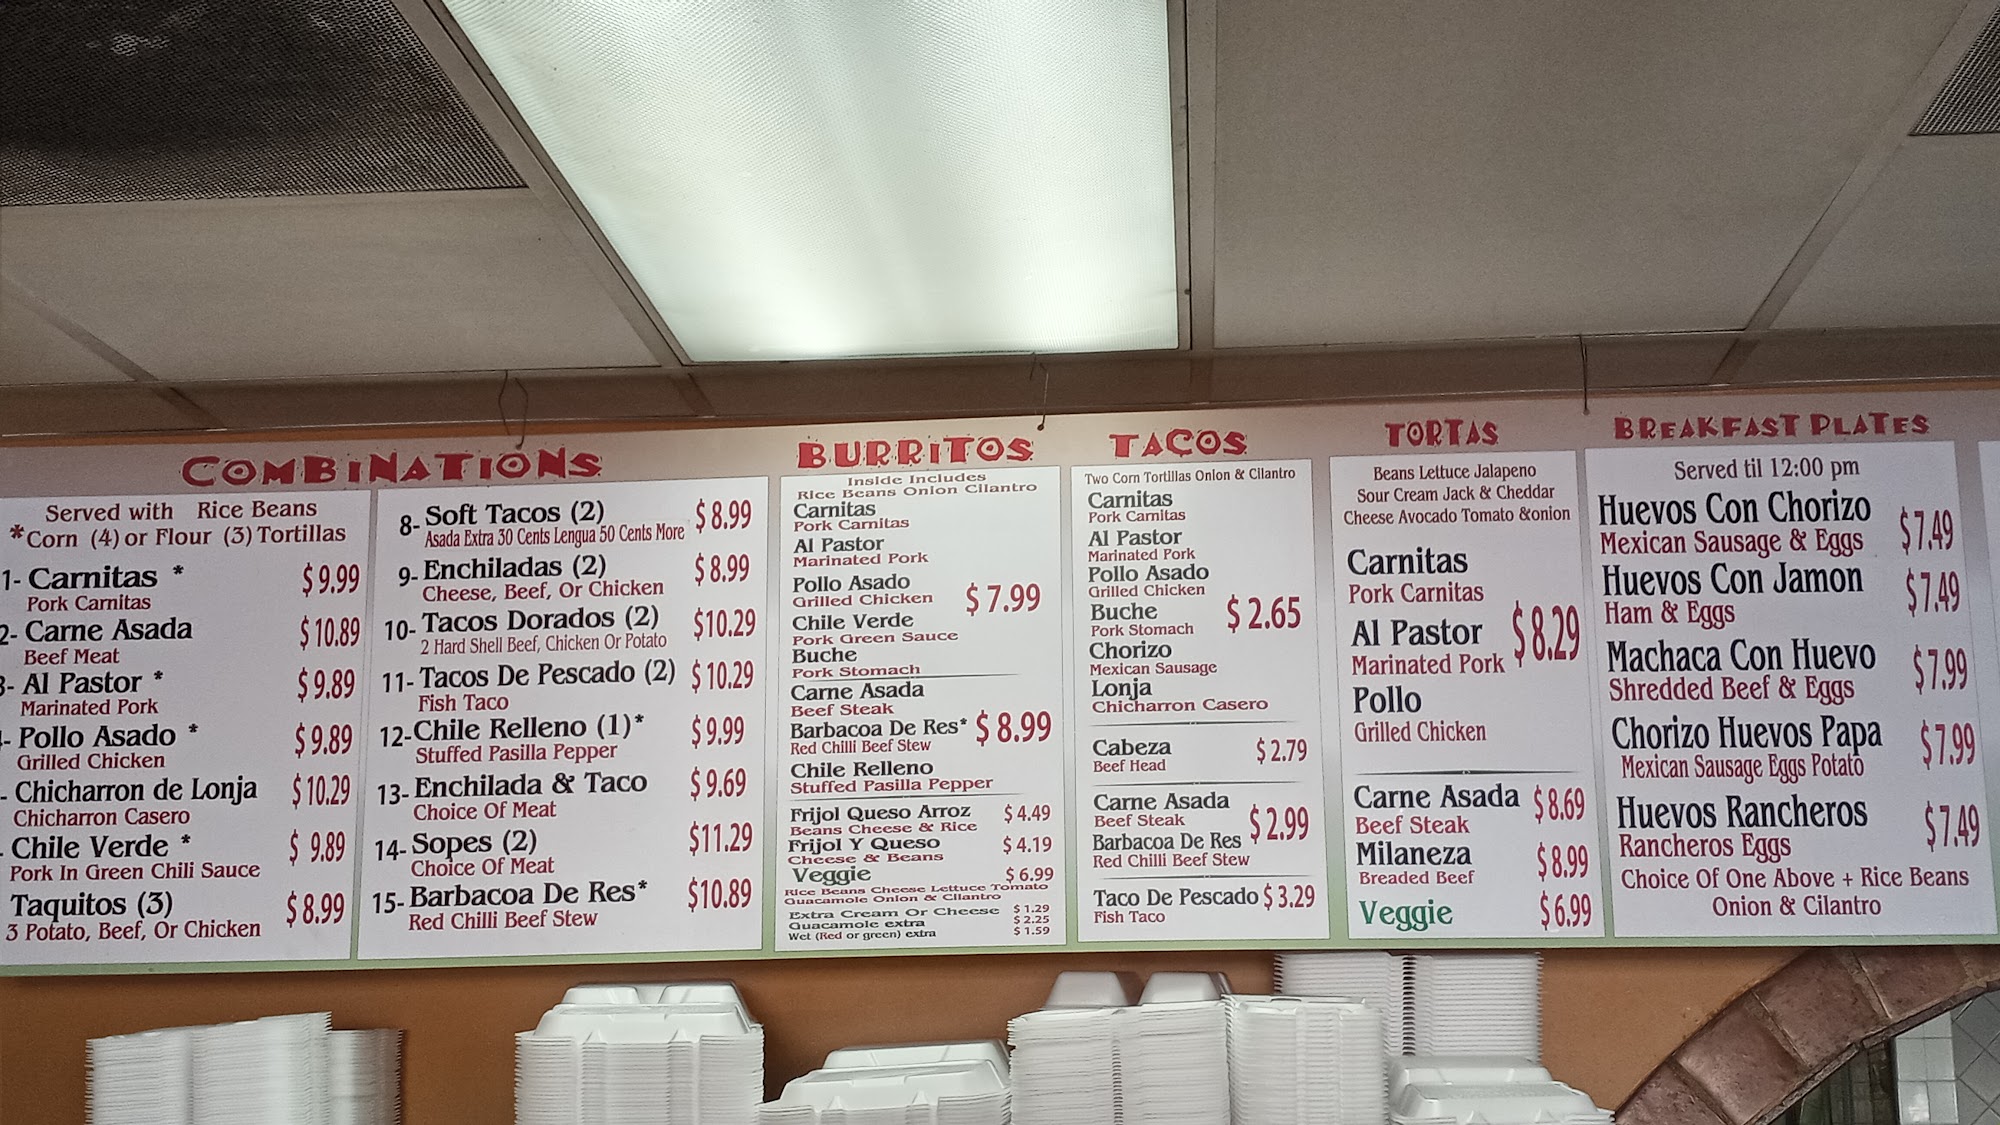 COMBINATIONS
Served with Rice Beans
*Corn (4) or Flour (3) Tortillas
1- Carnitas * $9.99
Pork Carnitas
2- Carne Asada $10.89
Beef Meat
3- Al Pastor * $9.89
Marinated Pork
- Pollo Asado * $9.89
Grilled Chicken
- Chicharron de Lonja $10.29
Chicharron Casero
- Chile Verde * $9.89
Pork In Green Chili Sauce
Taquitos (3) $8.99
3 Potato, Beef, Or Chicken
8- Soft Tacos (2) $8.99
Asada Extra 30 Cents Lengua 50 Cents More
9- Enchiladas (2) $8.99
Cheese, Beef, Or Chicken
10- Tacos Dorados (2) $10.29
2 Hard Shell Beef, Chicken Or Potato
11- Tacos De Pescado (2) $10.29
Fish Taco
12- Chile Relleno (1)* $9.99
Stuffed Pasilla Pepper
13- Enchilada & Taco $9.69
Choice Of Meat
14- Sopes (2) $11.29
Choice Of Meat
15- Barbacoa De Res* $10.89
Red Chilli Beef Stew
BURRITOS
Inside Includes
Rice Beans Onion Cilantro
Carnitas
Pork Carnitas
Al Pastor
Marinated Pork
Pollo Asado
Grilled Chicken $7.99
Chile Verde
Pork Green Sauce
Buche
Pork Stomach
Carne Asada
Beef Steak
Barbacoa De Res* $8.99
Red Chilli Beef Stew
Chile Relleno
Stuffed Pasilla Pepper
Frijol Queso Arroz $4.49
Beans Cheese & Rice
Frijol Y Queso $4.19
Cheese & Beans
Veggie $6.99
Rice Beans Cheese Lettuce Tomato
Guacamole Onion & Cilantro
Extra Cream Or Cheese $1.29
Guacamole extra $2.25
Wet (Red or green) extra $1.59
TACOS
Two Corn Tortillas Onion & Cilantro
Carnitas
Pork Carnitas
Al Pastor
Marinated Pork
Pollo Asado
Grilled Chicken
Buche $2.65
Pork Stomach
Chorizo
Mexican Sausage
Lonja
Chicharron Casero
Cabeza $2.79
Beef Head
Carne Asada
Beef Steak $2.99
Barbacoa De Res
Red Chilli Beef Stew
Taco De Pescado $3.29
Fish Taco
TORTAS
Beans Lettuce Jalapeno
Sour Cream Jack & Cheddar
Cheese Avocado Tomato &onion
Carnitas
Pork Carnitas
Al Pastor $8.29
Marinated Pork
Pollo
Grilled Chicken
Carne Asada $8.69
Beef Steak
Milaneza $8.99
Breaded Beef
Veggie $6.99
BREAKFAST PLATES
Served til 12:00 pm
Huevos Con Chorizo $7.49
Mexican Sausage & Eggs
Huevos Con Jamon $7.49
Ham & Eggs
Machaca Con Huevo $7.99
Shredded Beef & Eggs
Chorizo Huevos Papa $7.99
Mexican Sausage Eggs Potato
Huevos Rancheros $7.49
Rancheros Eggs
Choice Of One Above + Rice Beans
Onion & Cilantro